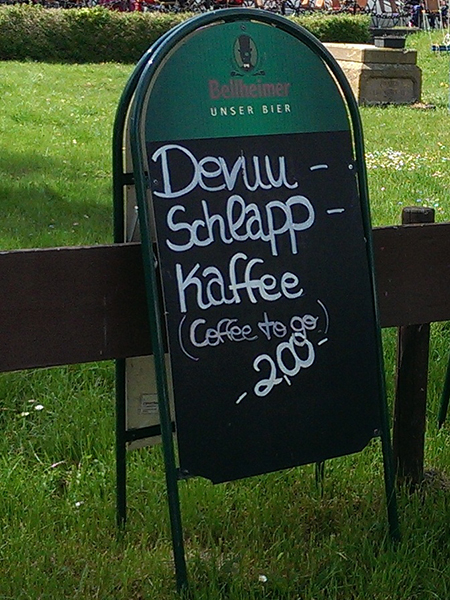 Bellheimer
UNSER BIER
Devuu -
Schlapp -
Kaffee
(Coffee to go)
- 2,00 -